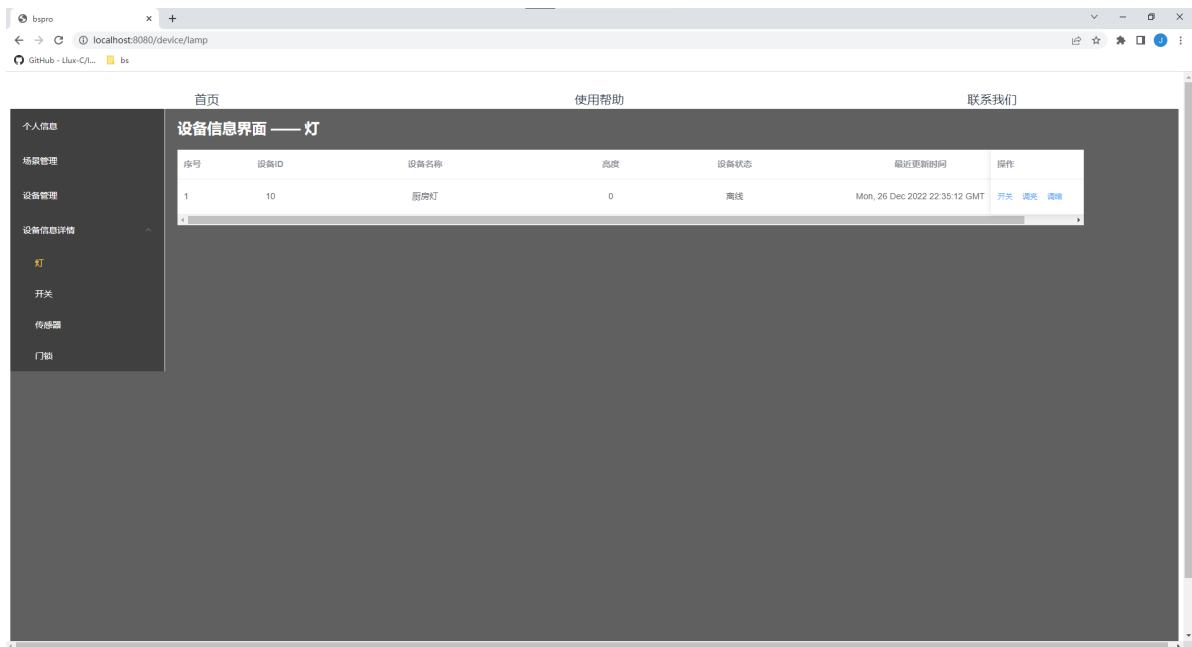 bspro
localhost:8080/device/lamp
GitHub - Llux-C/I... bs
首页 使用帮助 联系我们
个人信息
场景管理
设备管理
设备信息详情
灯
开关
传感器
门锁
设备信息界面 —— 灯
序号 设备ID 设备名称 亮度 设备状态 最近更新时间 操作
1 10 厨房灯 0 离线 Mon, 26 Dec 2022 22:35:12 GMT 开关 调亮 调暗